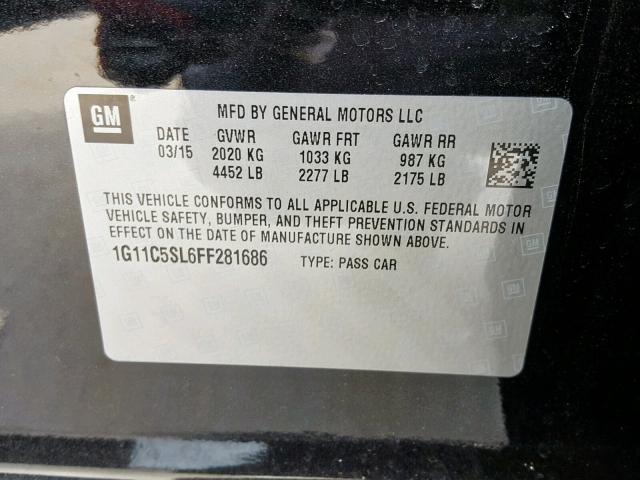 GM
MFD BY GENERAL MOTORS LLC
DATE GVWR GAWR FRT GAWR RR
03/15 2020 KG 1033 KG 987 KG
4452 LB 2277 LB 2175 LB
THIS VEHICLE CONFORMS TO ALL APPLICABLE U.S. FEDERAL MOTOR
VEHICLE SAFETY, BUMPER, AND THEFT PREVENTION STANDARDS IN
EFFECT ON THE DATE OF MANUFACTURE SHOWN ABOVE.
1G11C5SL6FF281686 TYPE: PASS CAR